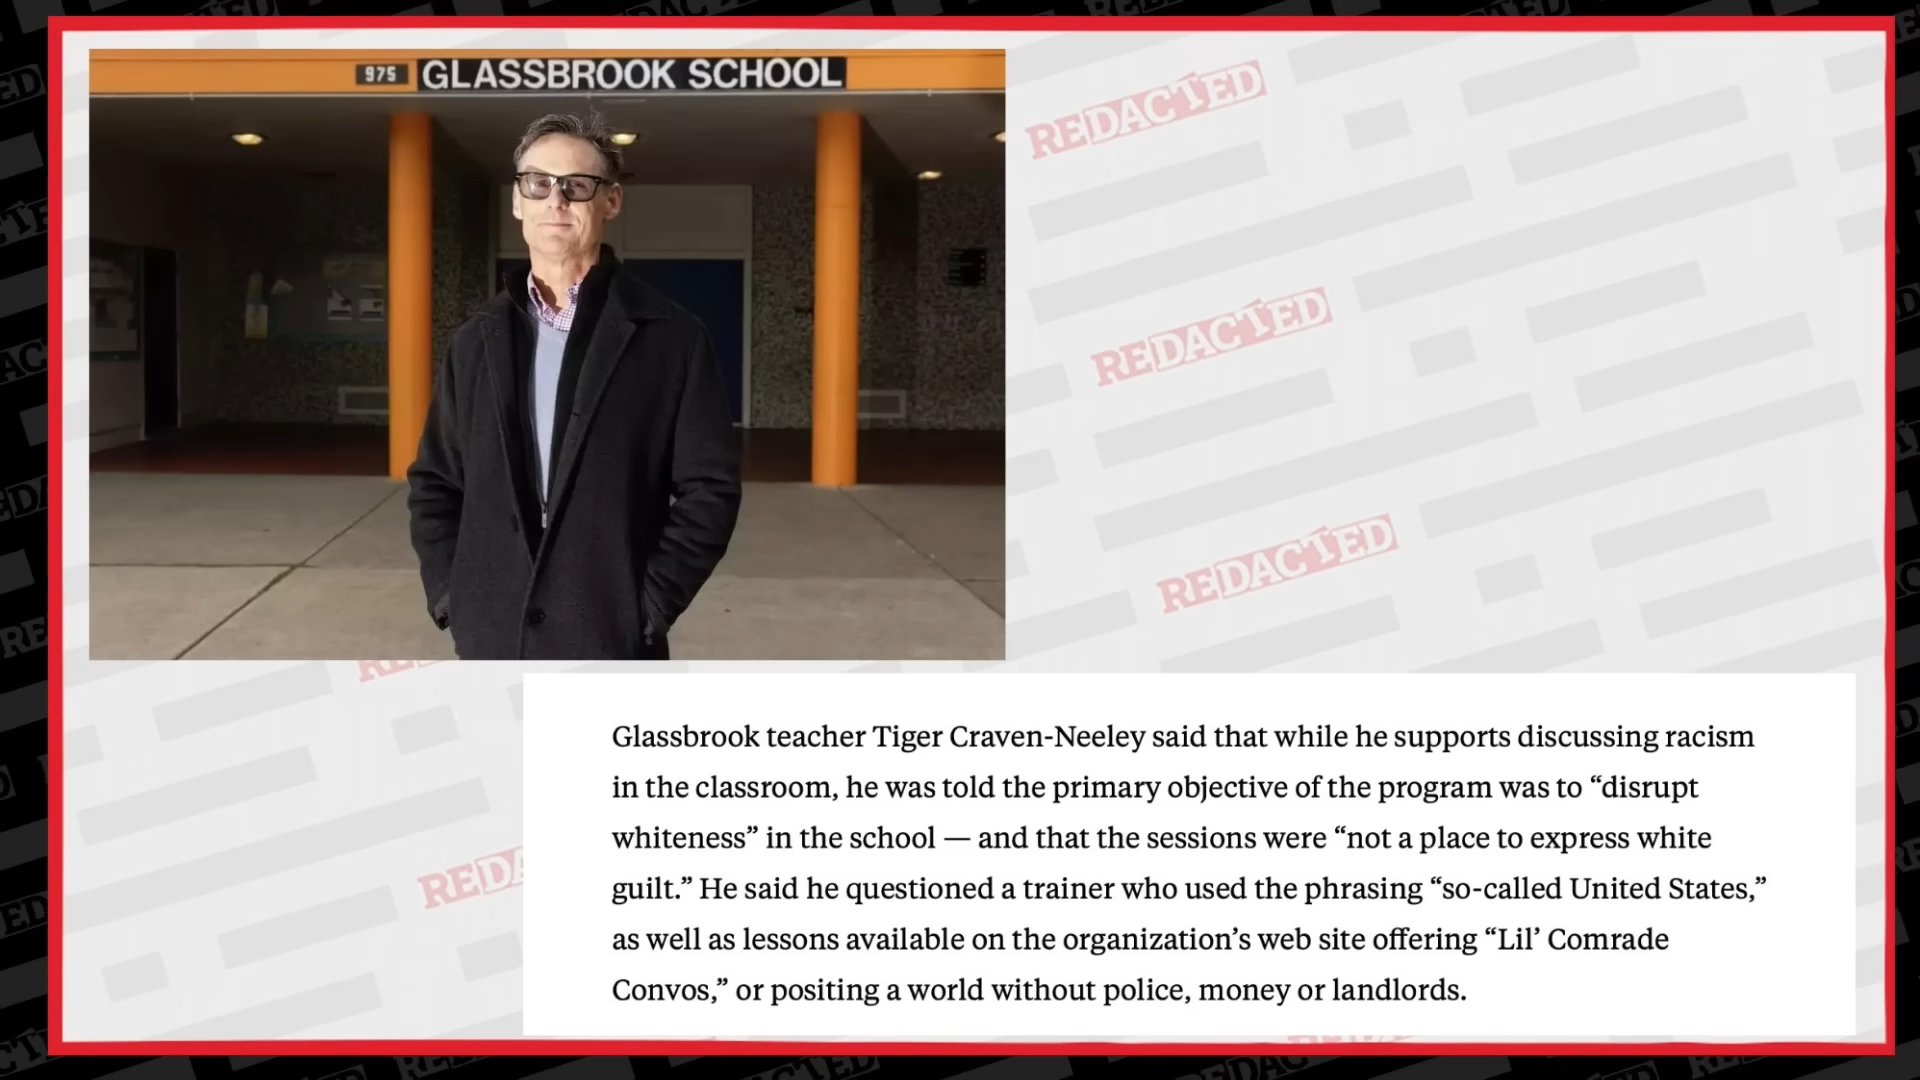 975 GLASSBROOK SCHOOL
REDACTED
REDACTED
REDACTED
Glassbrook teacher Tiger Craven-Neeley said that while he supports discussing racism
in the classroom, he was told the primary objective of the program was to “disrupt
whiteness” in the school — and that the sessions were “not a place to express white
guilt.” He said he questioned a trainer who used the phrasing “so-called United States,”
as well as lessons available on the organization’s web site offering “Lil’ Comrade
Convos,” or positing a world without police, money or landlords.